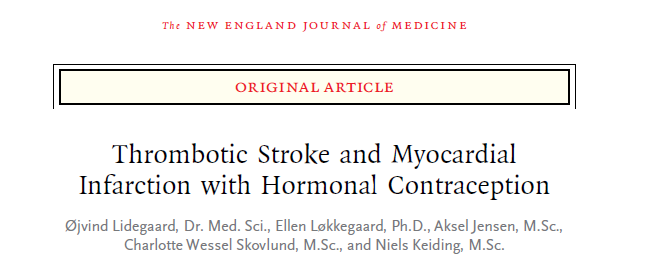 The NEW ENGLAND JOURNAL of MEDICINE
ORIGINAL ARTICLE
Thrombotic Stroke and Myocardial
Infarction with Hormonal Contraception
Øjvind Lidegaard, Dr. Med. Sci., Ellen Løkkegaard, Ph.D., Aksel Jensen, M.Sc.,
Charlotte Wessel Skovlund, M.Sc., and Niels Keiding, M.Sc.